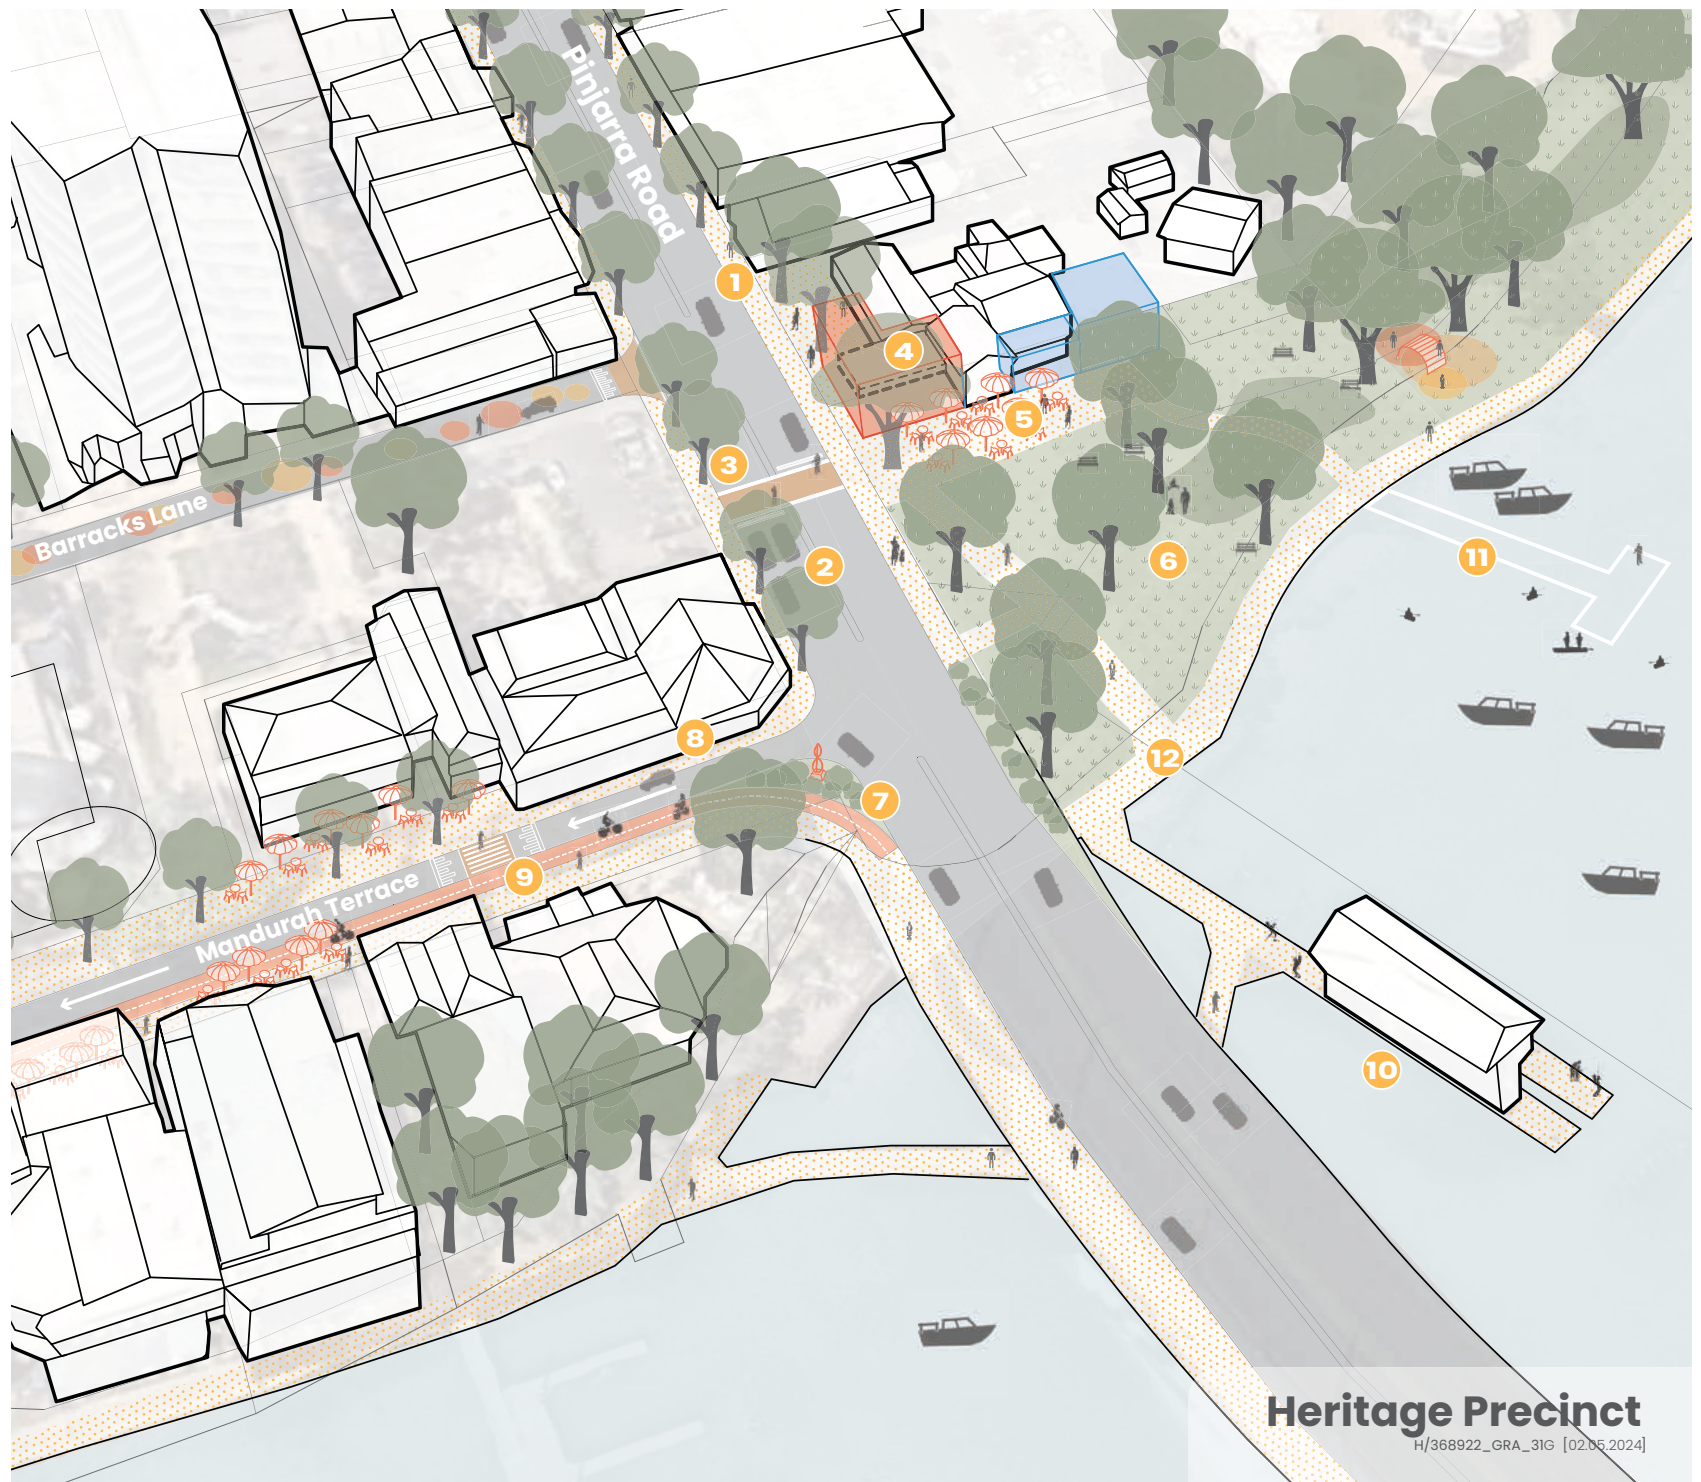 Pinjarra Road
1
4
5
3
Barracks Lane
2
6
11
8
12
7
9
Mandurah Terrace
10
Heritage Precinct
H/368922_GRA_31G [02.05.2024]